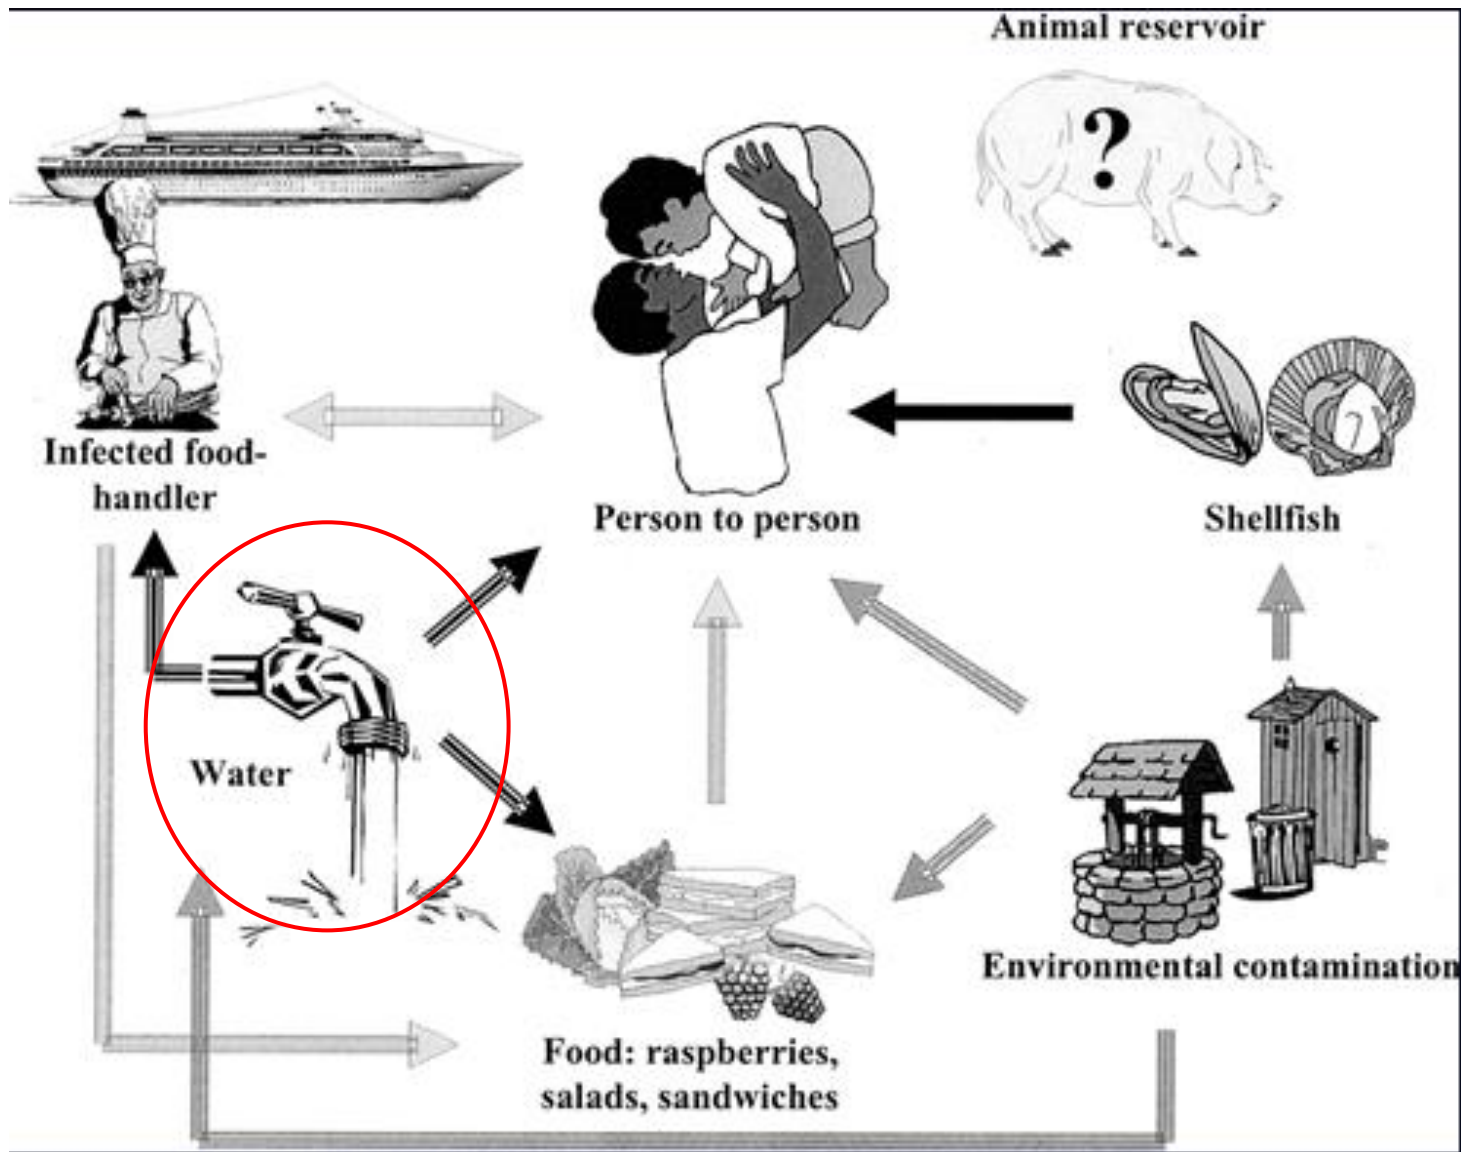 Animal reservoir
?
Infected food-
handler
Person to person
Shellfish
Water
Environmental contamination
Food: raspberries,
salads, sandwiches